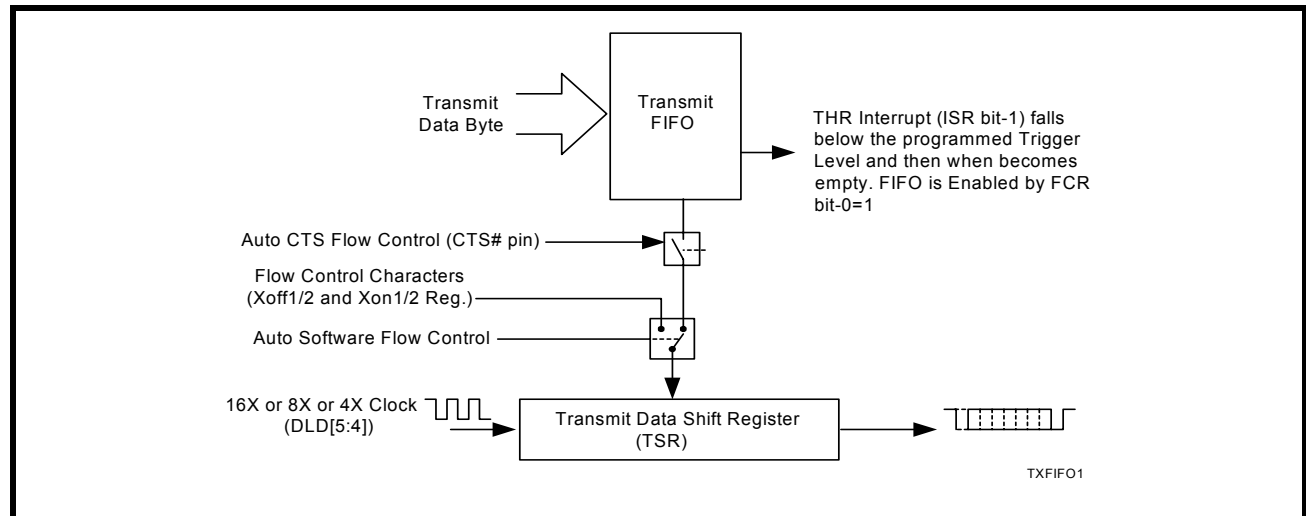 Transmit
Data Byte
Transmit
FIFO
THR Interrupt (ISR bit-1) falls
below the programmed Trigger
Level and then when becomes
empty. FIFO is Enabled by FCR
bit-0=1
Auto CTS Flow Control (CTS# pin)
Flow Control Characters
(Xoff1/2 and Xon1/2 Reg.)
Auto Software Flow Control
16X or 8X or 4X Clock
(DLD[5:4])
Transmit Data Shift Register
(TSR)
TXFIFO1